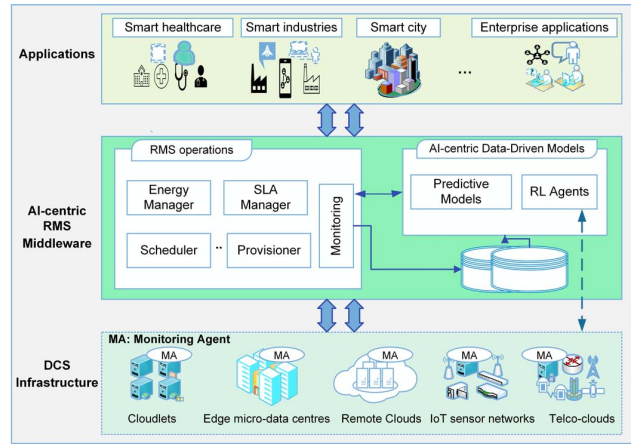 Applications
Smart healthcare
Smart industries
Smart city
Enterprise applications
...
AI-centric
RMS
Middleware
RMS operations
Energy
Manager
SLA
Manager
Scheduler
..
Provisioner
Monitoring
AI-centric Data-Driven Models
Predictive
Models
RL Agents
DCS
Infrastructure
MA: Monitoring Agent
MA
MA
MA
MA
MA
Cloudlets
Edge micro-data centres
Remote Clouds
IoT sensor networks
Telco-clouds